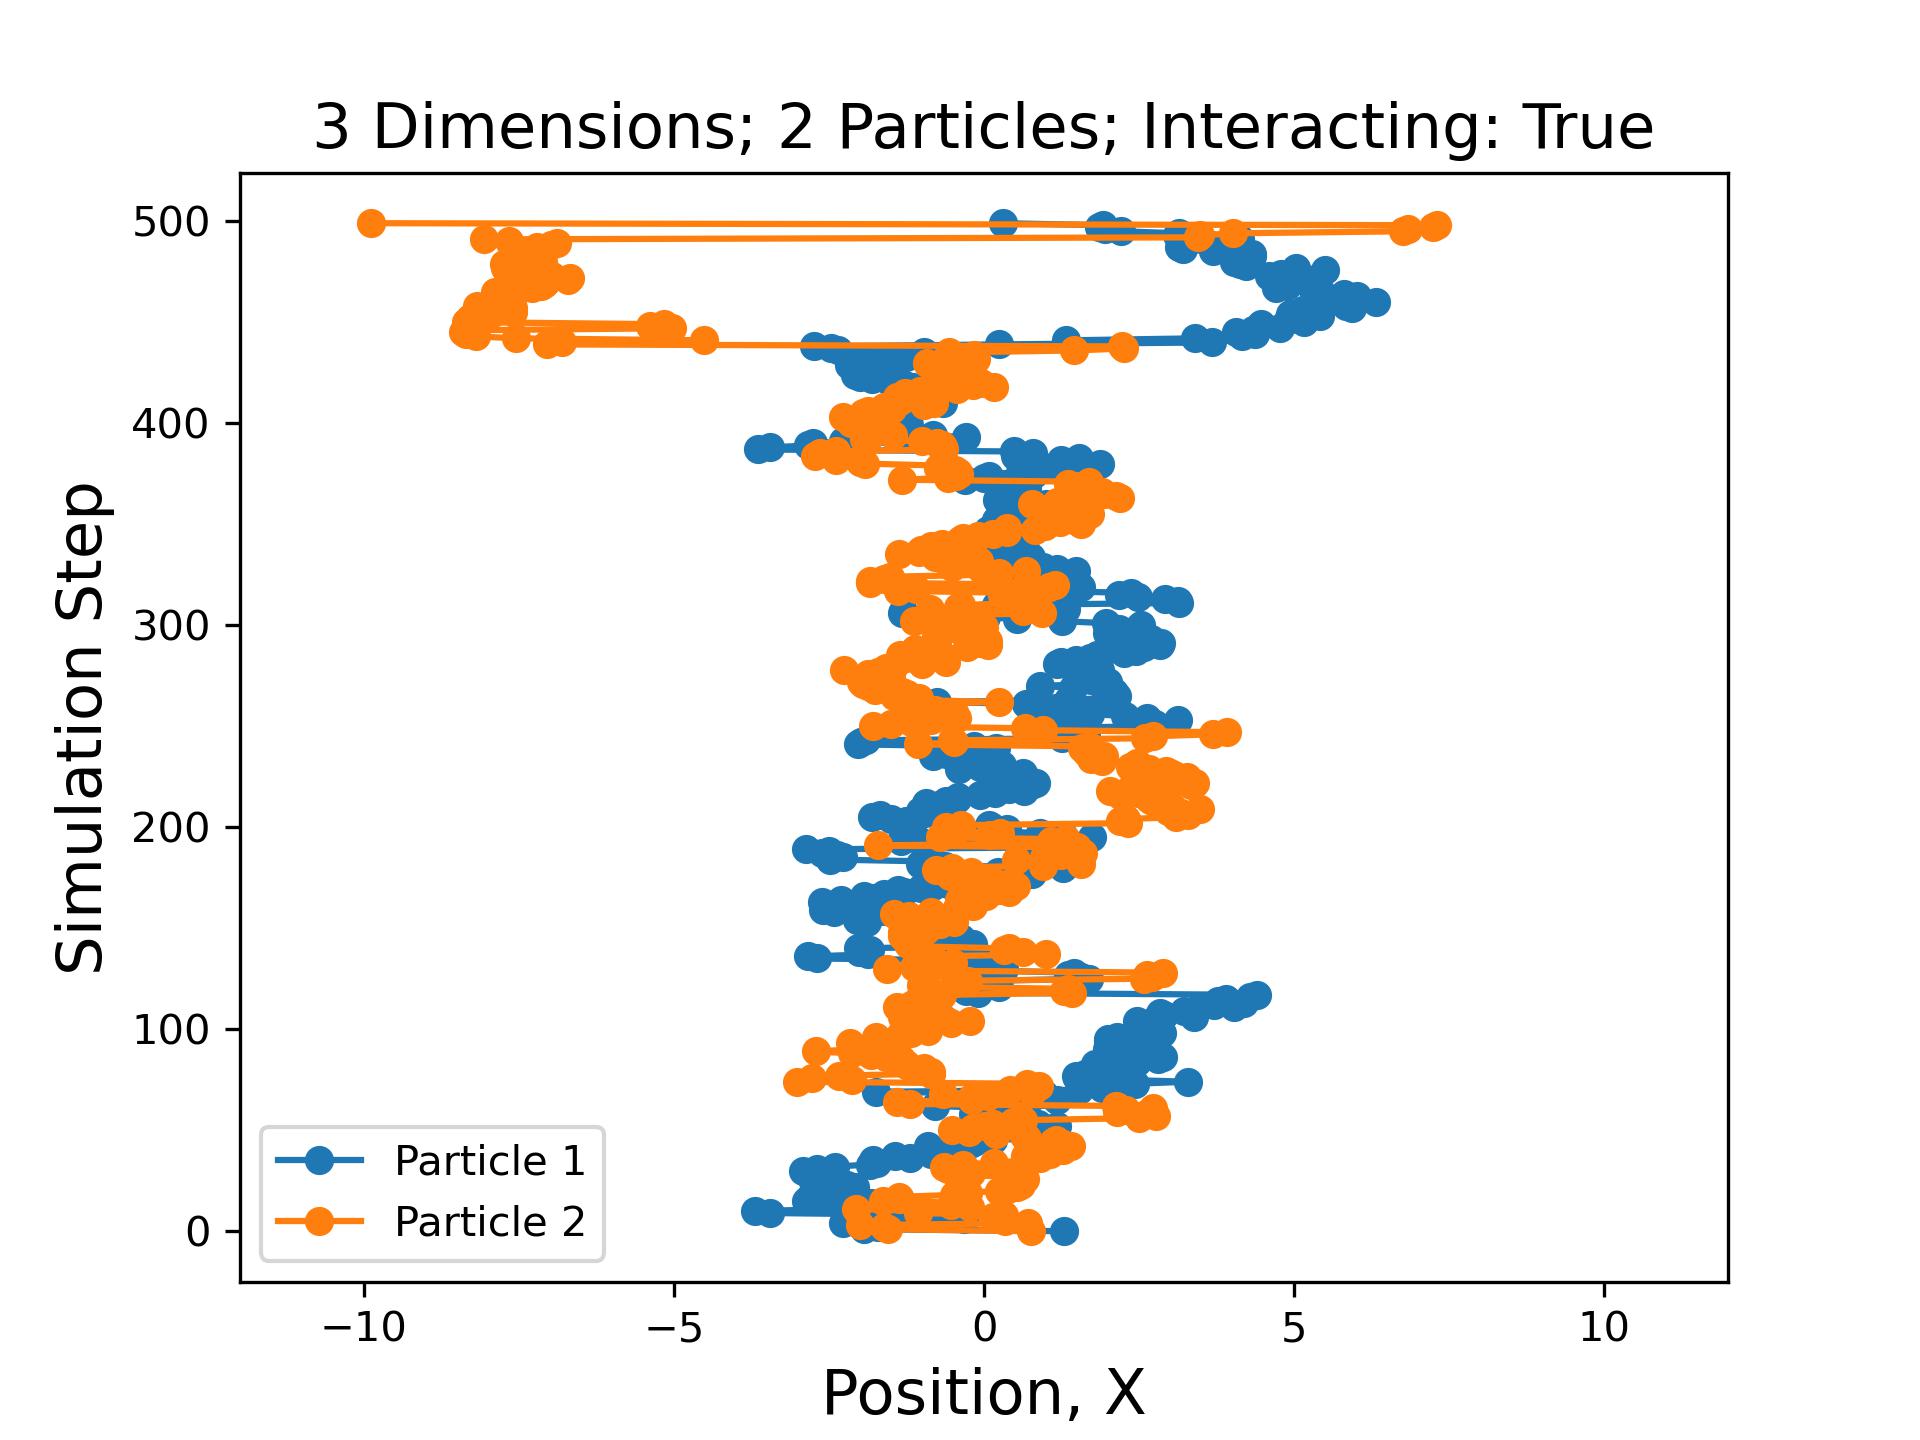 3 Dimensions; 2 Particles; Interacting: True
Simulation Step
500
400
300
200
100
0
Particle 1
Particle 2
−10
−5
0
5
10
Position, X